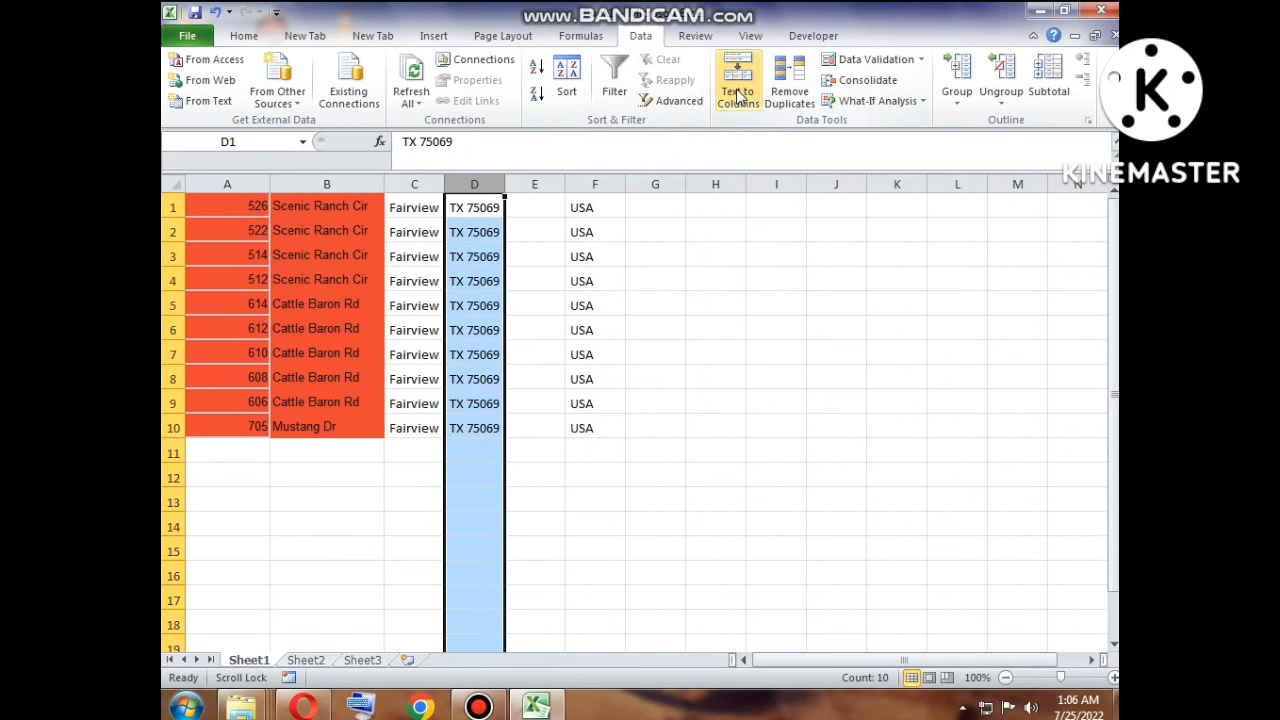 www.BANDICAM.com
File Home New Tab New Tab Insert Page Layout Formulas Data Review View Developer
From Access
From Web
From Text
From Other Sources
Existing Connections
Get External Data
Refresh All
Connections
Properties
Edit Links
Connections
Sort
Filter
Clear
Reapply
Advanced
Sort & Filter
Text to Columns
Remove Duplicates
Data Validation
Consolidate
What-If Analysis
Data Tools
Group
Ungroup
Subtotal
Outline
K
KINEMASTER
D1 fx TX 75069
A B C D E F G H I J K L M N
1 526 Scenic Ranch Cir Fairview TX 75069 USA
2 522 Scenic Ranch Cir Fairview TX 75069 USA
3 514 Scenic Ranch Cir Fairview TX 75069 USA
4 512 Scenic Ranch Cir Fairview TX 75069 USA
5 614 Cattle Baron Rd Fairview TX 75069 USA
6 612 Cattle Baron Rd Fairview TX 75069 USA
7 610 Cattle Baron Rd Fairview TX 75069 USA
8 608 Cattle Baron Rd Fairview TX 75069 USA
9 606 Cattle Baron Rd Fairview TX 75069 USA
10 705 Mustang Dr Fairview TX 75069 USA
11
12
13
14
15
16
17
18
19
Sheet1 Sheet2 Sheet3
Ready Scroll Lock Count: 10 100%
1:06 AM
7/25/2022